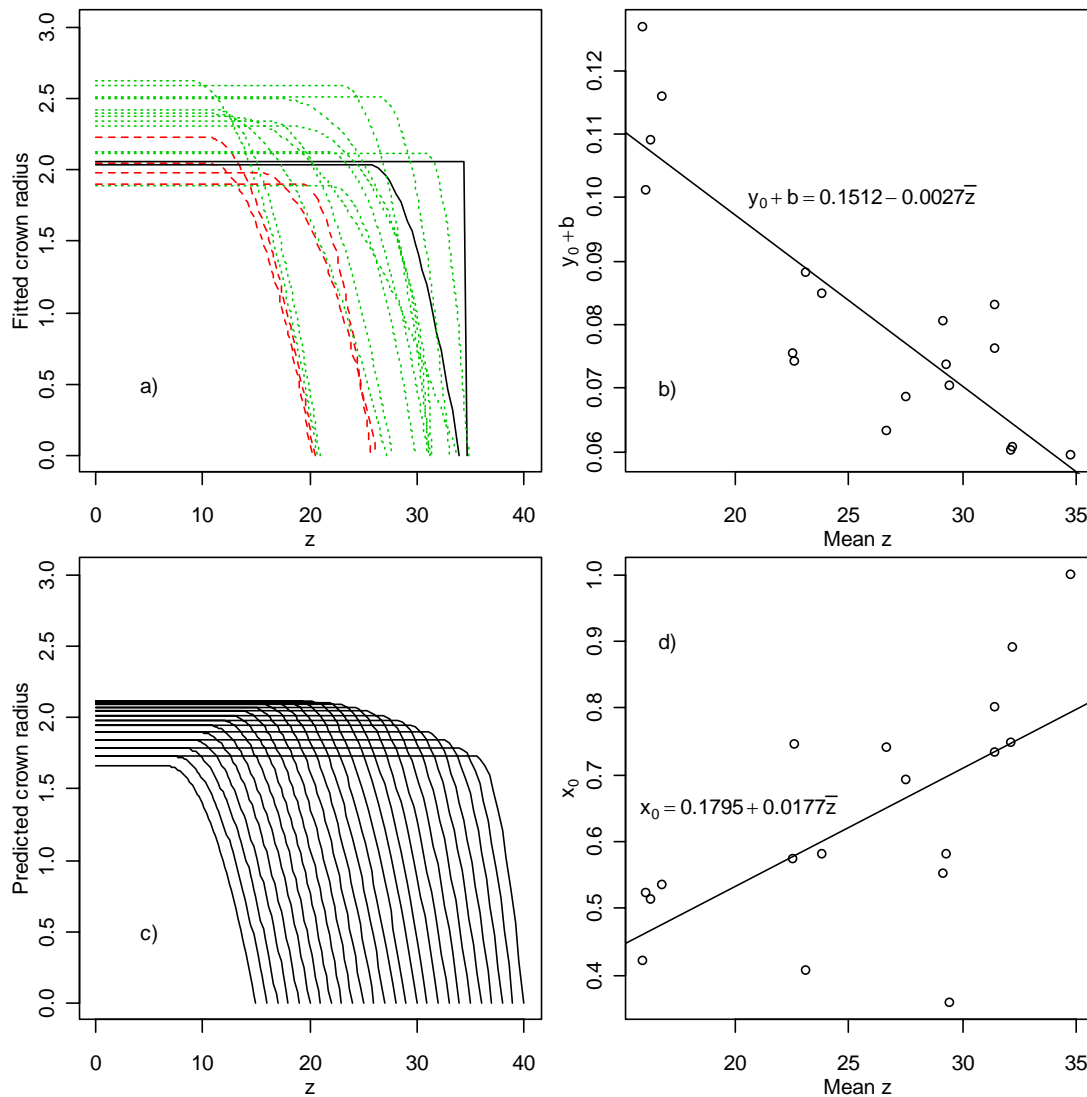 3.0
2.5
2.0
1.5
1.0
0.5
0.0
Fitted crown radius
a)
0 10 20 30 40
z
0.12
0.11
0.10
0.09
0.08
0.07
0.06
y₀ + b
y₀ + b = 0.1512 − 0.0027z̄
b)
20 25 30 35
Mean z
3.0
2.5
2.0
1.5
1.0
0.5
0.0
Predicted crown radius
c)
0 10 20 30 40
z
1.0
0.9
0.8
0.7
0.6
0.5
0.4
x₀
d)
x₀ = 0.1795 + 0.0177z̄
20 25 30 35
Mean z